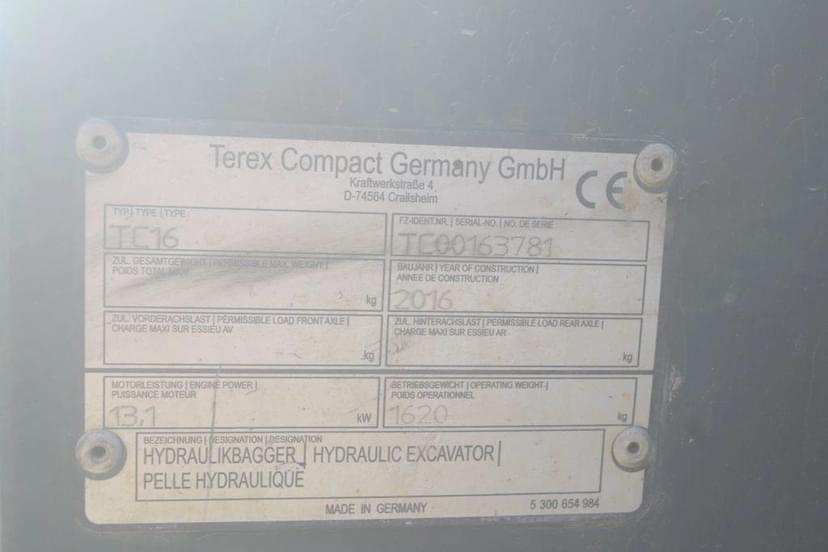 Terex Compact Germany GmbH
Kraftwerkstraße 4
D-74564 Crailsheim
CE
TYP | TYPE | TYPE
TC16
FZ-IDENT.NR. | SERIAL-NO. | NO. DE SERIE
TC00163781
ZUL. GESAMTGEWICHT | PERMISSIBLE MAX. WEIGHT |
POIDS TOTAL MAXI
kg
BAUJAHR | YEAR OF CONSTRUCTION |
ANNEE DE CONSTRUCTION
2016
ZUL. VORDERACHSLAST | PERMISSIBLE LOAD FRONT AXLE |
CHARGE MAXI SUR ESSIEU AV
kg
ZUL. HINTERACHSLAST | PERMISSIBLE LOAD REAR AXLE |
CHARGE MAXI SUR ESSIEU AR
kg
MOTORLEISTUNG | ENGINE POWER |
PUISSANCE MOTEUR
13,1 kW
BETRIEBSGEWICHT | OPERATING WEIGHT |
POIDS OPERATIONNEL
1620 kg
BEZEICHNUNG | DESIGNATION | DESIGNATION
HYDRAULIKBAGGER | HYDRAULIC EXCAVATOR |
PELLE HYDRAULIQUE
MADE IN GERMANY
5 300 654 984